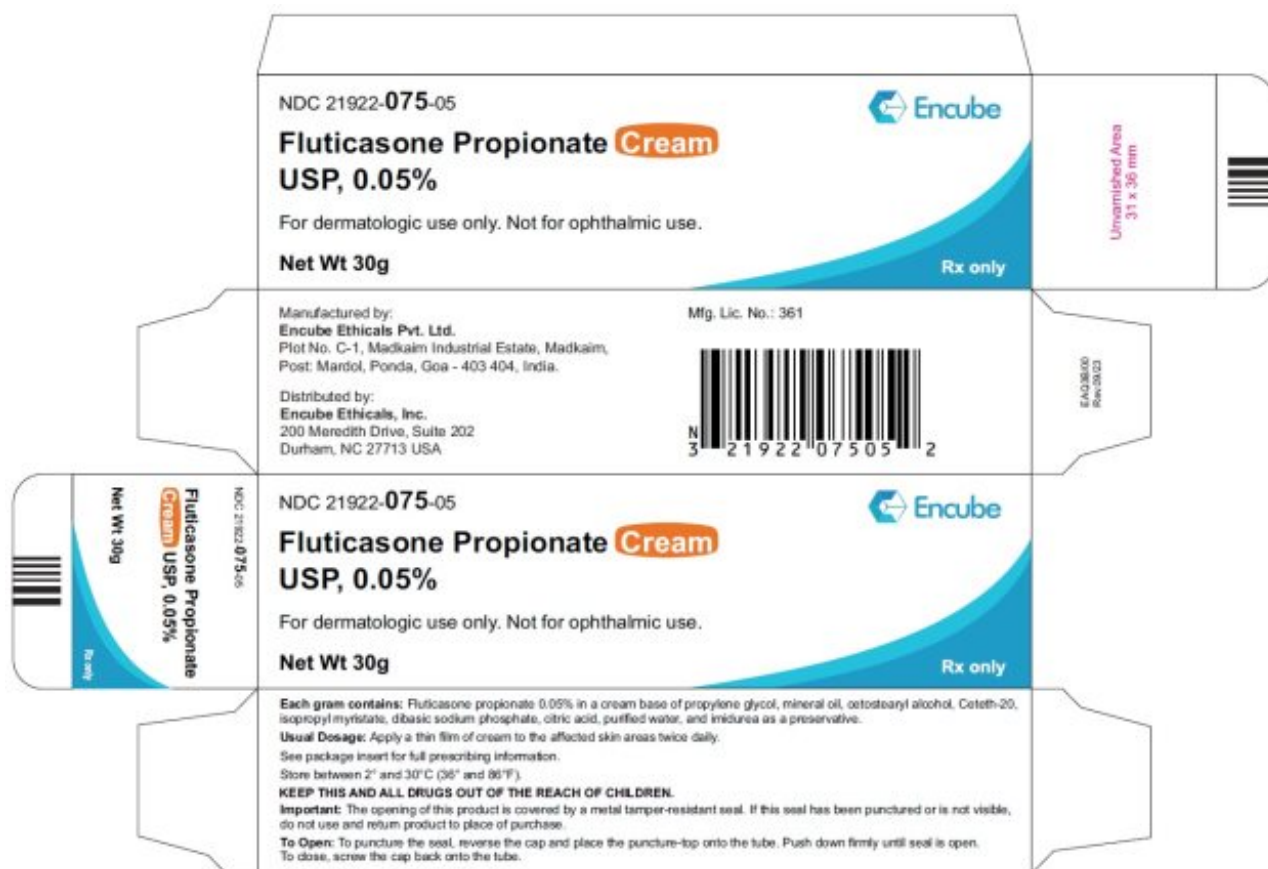 NDC 21922-075-05
Encube
Fluticasone Propionate Cream
USP, 0.05%
For dermatologic use only. Not for ophthalmic use.
Net Wt 30g
Rx only
Unvarnished Area
31 x 36 mm
Manufactured by:
Encube Ethicals Pvt. Ltd.
Plot No. C-1, Madkaim Industrial Estate, Madkaim,
Post: Mardol, Ponda, Goa - 403 404, India.
Distributed by:
Encube Ethicals, Inc.
200 Meredith Drive, Suite 202
Durham, NC 27713 USA
Mfg. Lic. No.: 361
N
3 21922 07505 2
EAQ3B/00
Rev:09/23
NDC 21922-075-05
Fluticasone Propionate
Cream USP, 0.05%
Net Wt 30g
Rx only
NDC 21922-075-05
Encube
Fluticasone Propionate Cream
USP, 0.05%
For dermatologic use only. Not for ophthalmic use.
Net Wt 30g
Rx only
Each gram contains: Fluticasone propionate 0.05% in a cream base of propylene glycol, mineral oil, cetostearyl alcohol, Ceteth-20,
isopropyl myristate, dibasic sodium phosphate, citric acid, purified water, and imidurea as a preservative.
Usual Dosage: Apply a thin film of cream to the affected skin areas twice daily.
See package insert for full prescribing information.
Store between 2° and 30°C (36° and 86°F).
KEEP THIS AND ALL DRUGS OUT OF THE REACH OF CHILDREN.
Important: The opening of this product is covered by a metal tamper-resistant seal. If this seal has been punctured or is not visible,
do not use and return product to place of purchase.
To Open: To puncture the seal, reverse the cap and place the puncture-top onto the tube. Push down firmly until seal is open.
To close, screw the cap back onto the tube.